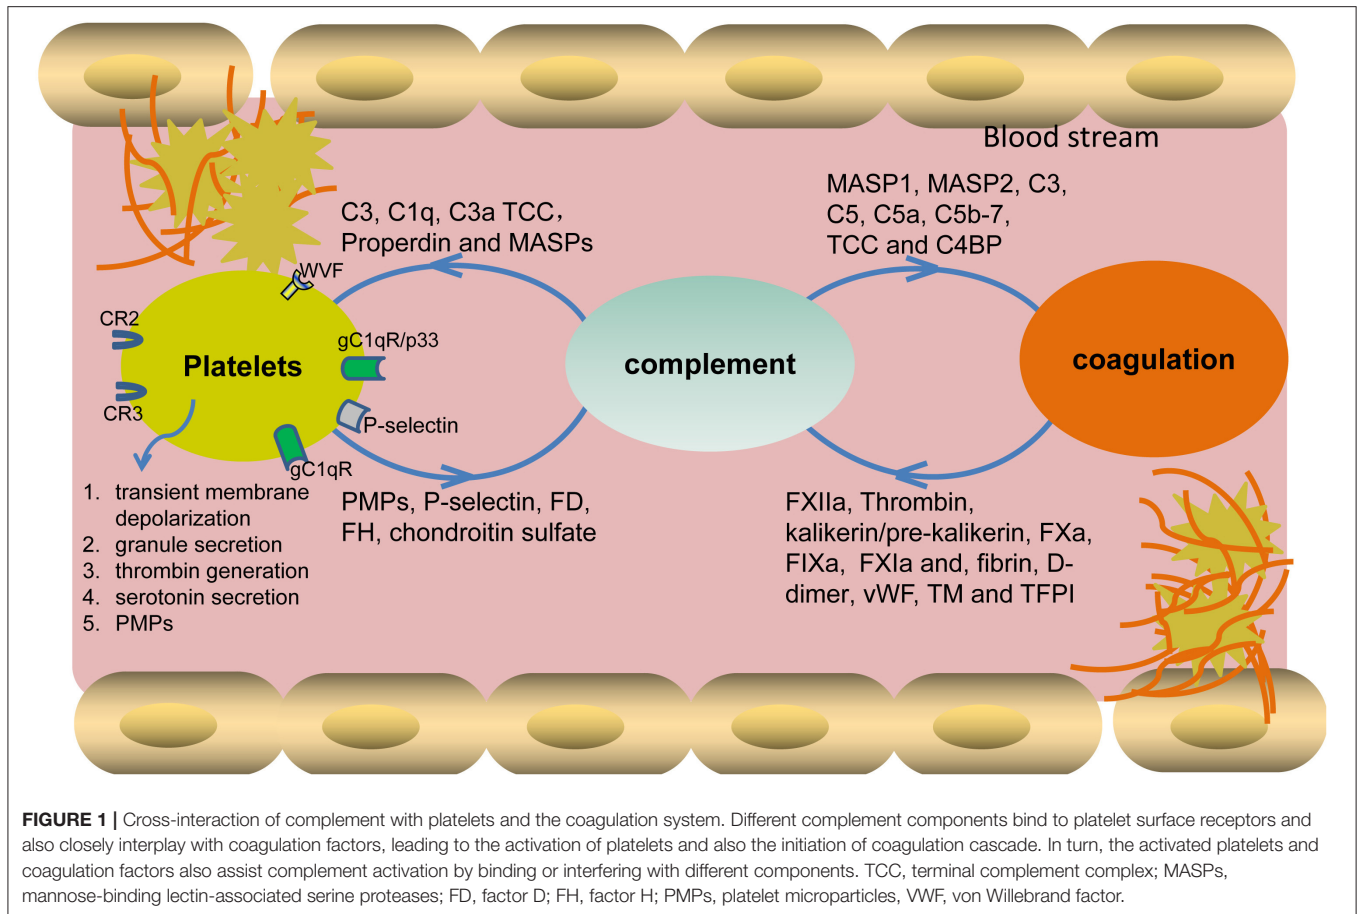 Blood stream
MASP1, MASP2, C3,
C5, C5a, C5b-7,
TCC and C4BP
C3, C1q, C3a TCC,
Properdin and MASPs
WVF
CR2
gC1qR/p33
Platelets
complement
coagulation
CR3
P-selectin
gC1qR
1. transient membrane
depolarization
2. granule secretion
3. thrombin generation
4. serotonin secretion
5. PMPs
PMPs, P-selectin, FD,
FH, chondroitin sulfate
FXIIa, Thrombin,
kalikerin/pre-kalikerin, FXa,
FIXa, FXIa and, fibrin, D-
dimer, vWF, TM and TFPI
FIGURE 1 | Cross-interaction of complement with platelets and the coagulation system. Different complement components bind to platelet surface receptors and
also closely interplay with coagulation factors, leading to the activation of platelets and also the initiation of coagulation cascade. In turn, the activated platelets and
coagulation factors also assist complement activation by binding or interfering with different components. TCC, terminal complement complex; MASPs,
mannose-binding lectin-associated serine proteases; FD, factor D; FH, factor H; PMPs, platelet microparticles, VWF, von Willebrand factor.